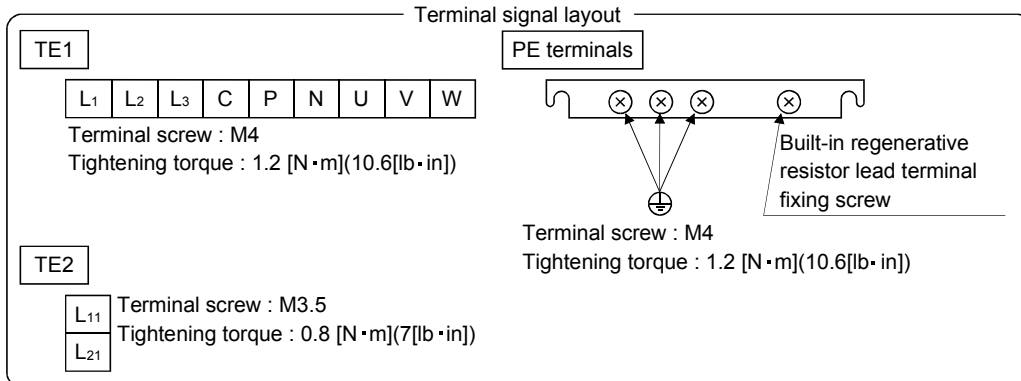 Terminal signal layout
TE1
L1 L2 L3 C P N U V W
Terminal screw : M4
Tightening torque : 1.2 [N▪m](10.6[lb▪in])
TE2
L11
L21
Terminal screw : M3.5
Tightening torque : 0.8 [N▪m](7[lb▪in])
PE terminals
Built-in regenerative
resistor lead terminal
fixing screw
Terminal screw : M4
Tightening torque : 1.2 [N▪m](10.6[lb▪in])